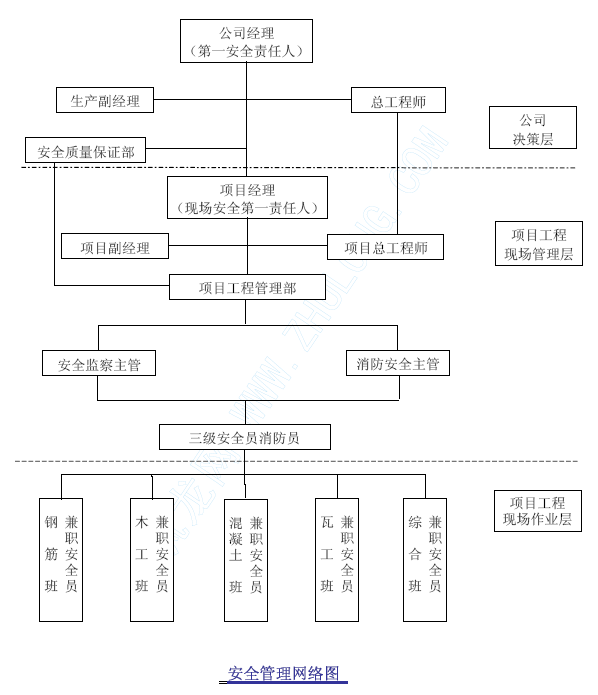 公司经理
（第一安全责任人）
生产副经理
总工程师
公司
决策层
安全质量保证部
项目经理
（现场安全第一责任人）
项目副经理
项目总工程师
项目工程
现场管理层
项目工程管理部
安全监察主管
消防安全主管
三级安全员消防员
钢筋班
兼职安全员
木工班
兼职安全员
混凝土班
兼职安全员
瓦工班
兼职安全员
综合班
兼职安全员
项目工程
现场作业层
安全管理网络图
WWW.ZHULONG.COM